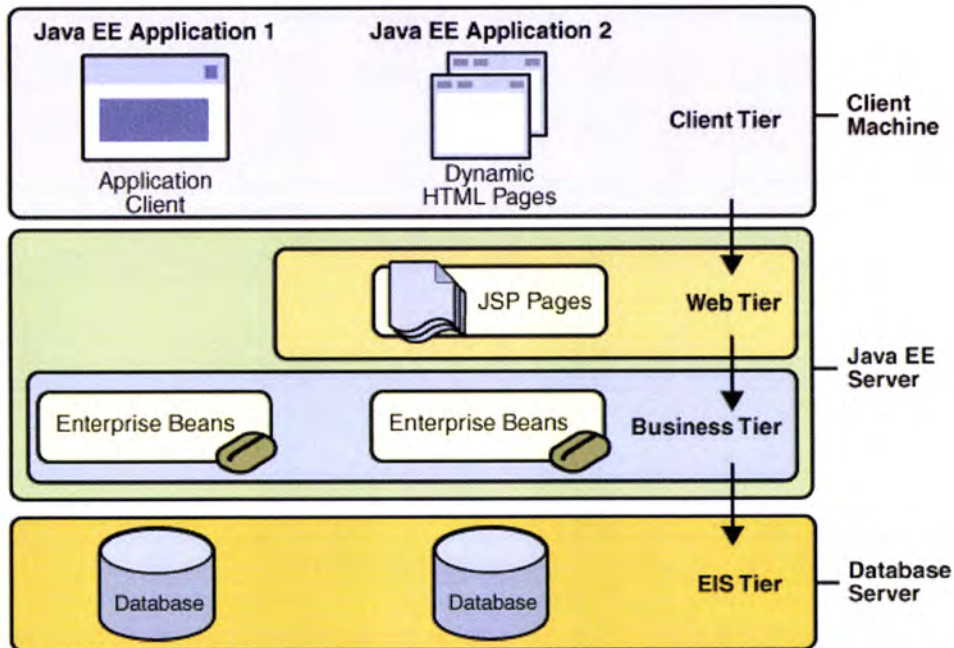 Java EE Application 1
Java EE Application 2
Application
Client
Dynamic
HTML Pages
Client Tier
Client
Machine
JSP Pages
Web Tier
Java EE
Server
Enterprise Beans
Enterprise Beans
Business Tier
Database
Database
EIS Tier
Database
Server